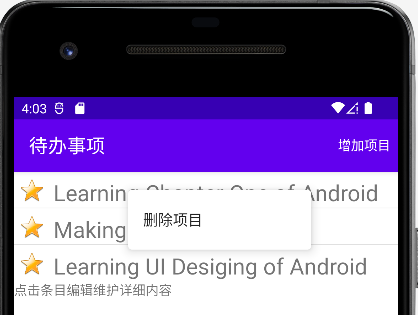 4:03
待办事项 增加项目
Learning Chapter One of Android
删除项目
Making
Learning UI Desiging of Android
点击条目编辑维护详细内容